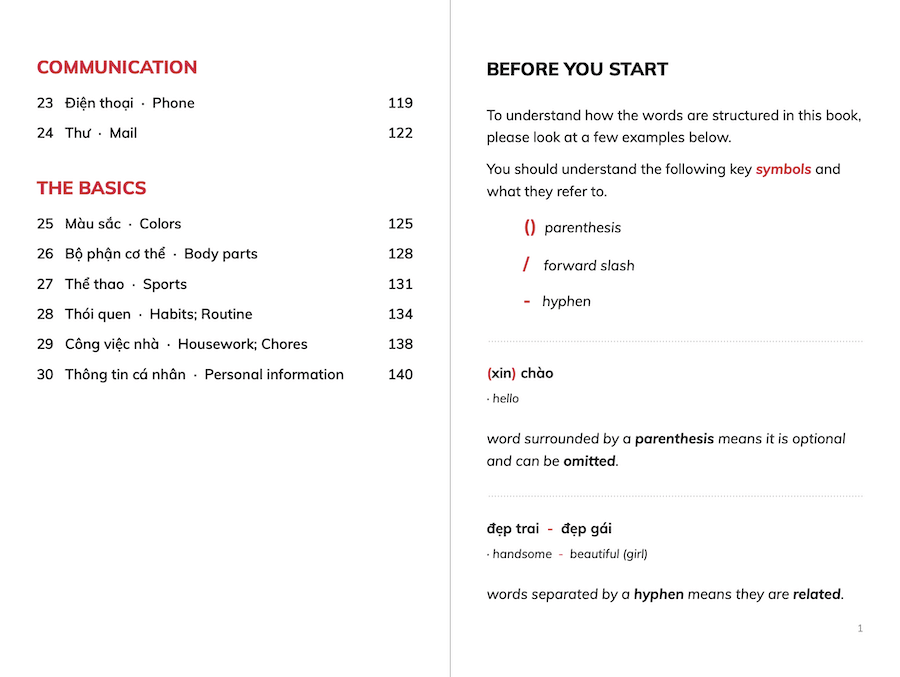 COMMUNICATION
23 Điện thoại · Phone 119
24 Thư · Mail 122
THE BASICS
25 Màu sắc · Colors 125
26 Bộ phận cơ thể · Body parts 128
27 Thể thao · Sports 131
28 Thói quen · Habits; Routine 134
29 Công việc nhà · Housework; Chores 138
30 Thông tin cá nhân · Personal information 140
BEFORE YOU START
To understand how the words are structured in this book,
please look at a few examples below.
You should understand the following key symbols and
what they refer to.
() parenthesis
/ forward slash
- hyphen
(xin) chào
· hello
word surrounded by a parenthesis means it is optional
and can be omitted.
đẹp trai - đẹp gái
· handsome - beautiful (girl)
words separated by a hyphen means they are related.
1